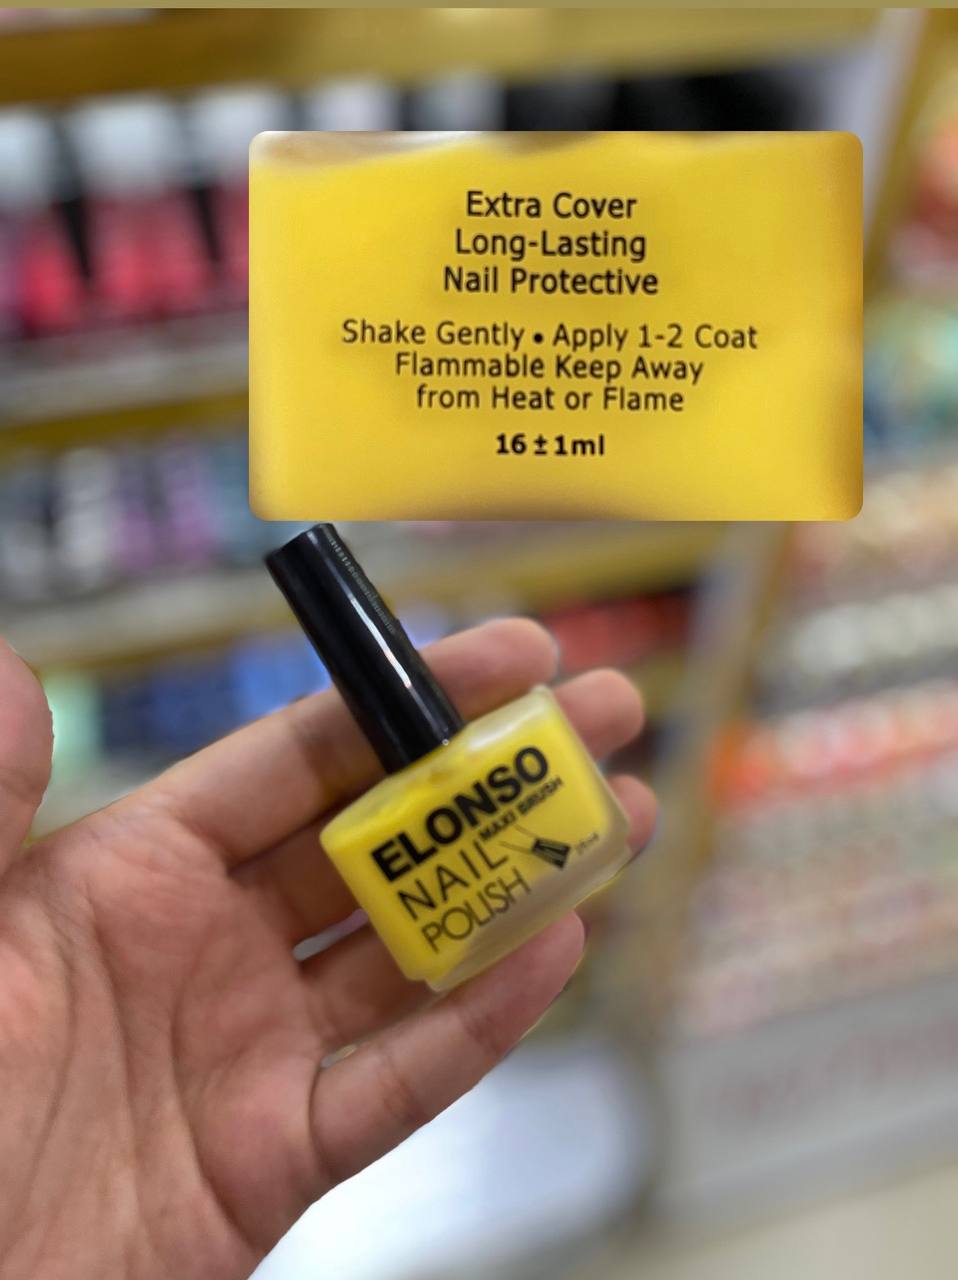 Extra Cover
Long-Lasting
Nail Protective
Shake Gently • Apply 1-2 Coat
Flammable Keep Away
from Heat or Flame
16 ± 1ml
ELONSO
MAXI BRUSH
NAIL
POLISH